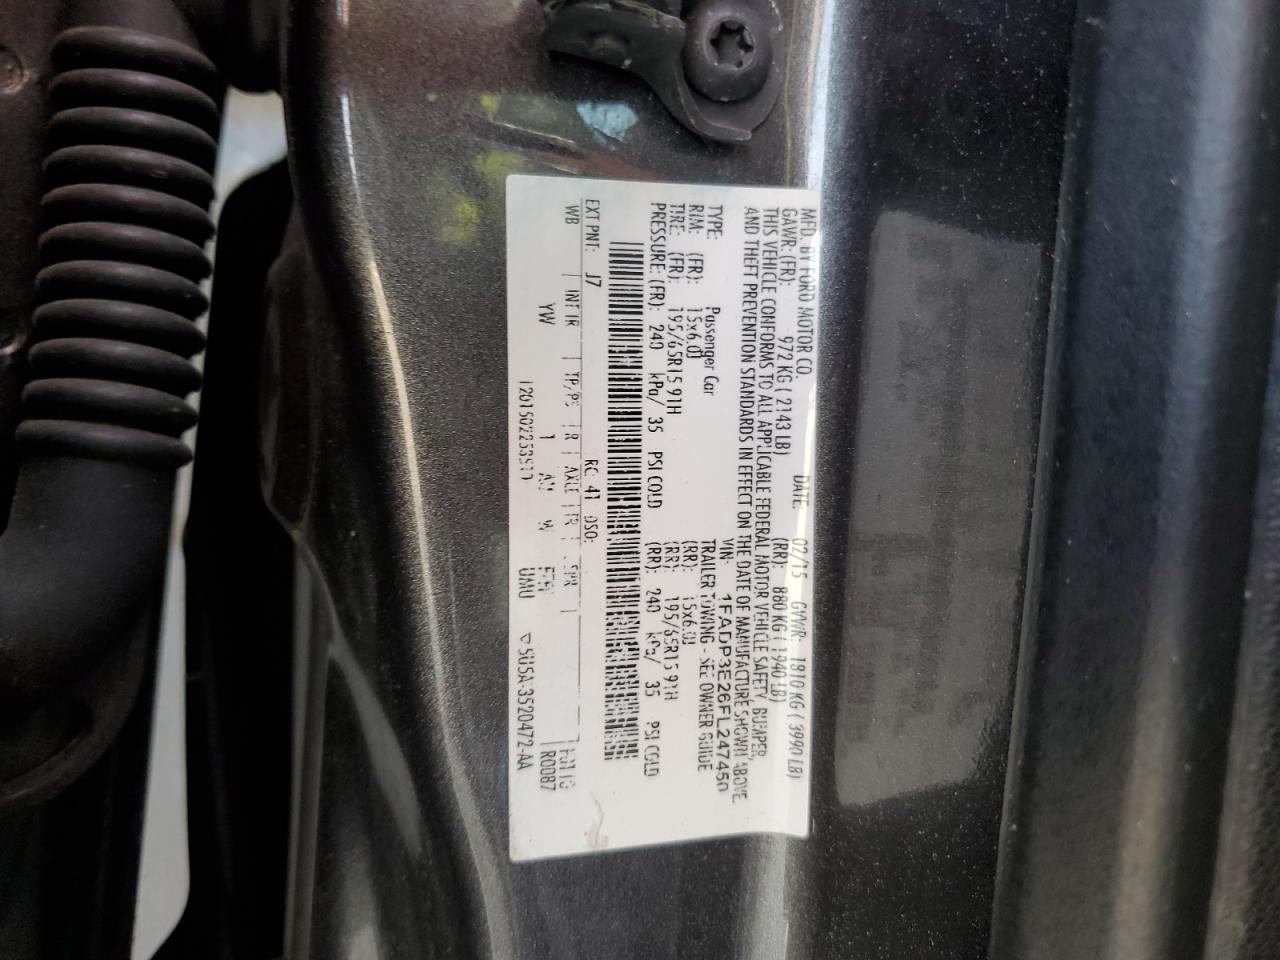 MFD. BY FORD MOTOR CO.
DATE: 02/15 GVWR: 1810 KG ( 3990 LB)
GAWR: (FR): 972 KG ( 2143 LB) (RR): 880 KG ( 1940 LB)
THIS VEHICLE CONFORMS TO ALL APPLICABLE FEDERAL MOTOR VEHICLE SAFETY, BUMPER,
AND THEFT PREVENTION STANDARDS IN EFFECT ON THE DATE OF MANUFACTURE SHOWN ABOVE.
VIN: 1FADP3E26FL247450
TYPE: Passenger Car TRAILER TOWING - SEE OWNER GUIDE
RIM: (FR): 15x6.0J (RR): 15x6.0J
TIRE: (FR): 195/65R15 91H (RR): 195/65R15 91H
PRESSURE: (FR): 240 kPa/ 35 PSI COLD (RR): 240 kPa/ 35 PSI COLD
EXT PNT: J7 RC: 41 DSO:
WB INT TR TP/PS R AXLE TR SPR
YW 1 UMU R0087
5U5A-3520472-AA